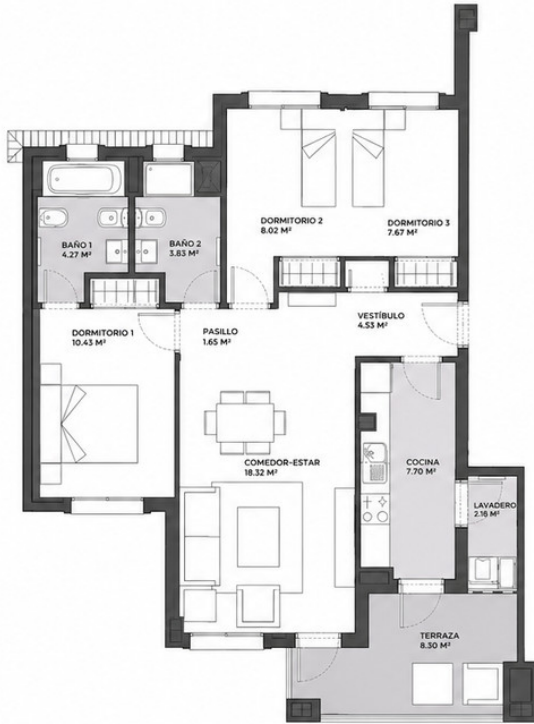 DORMITORIO 2
8.02 M²
DORMITORIO 3
7.67 M²
BAÑO 1
4.27 M²
BAÑO 2
3.83 M²
DORMITORIO 1
10.43 M²
PASILLO
1.65 M²
VESTÍBULO
4.53 M²
COMEDOR-ESTAR
18.32 M²
COCINA
7.70 M²
LAVADERO
2.16 M²
TERRAZA
8.30 M²